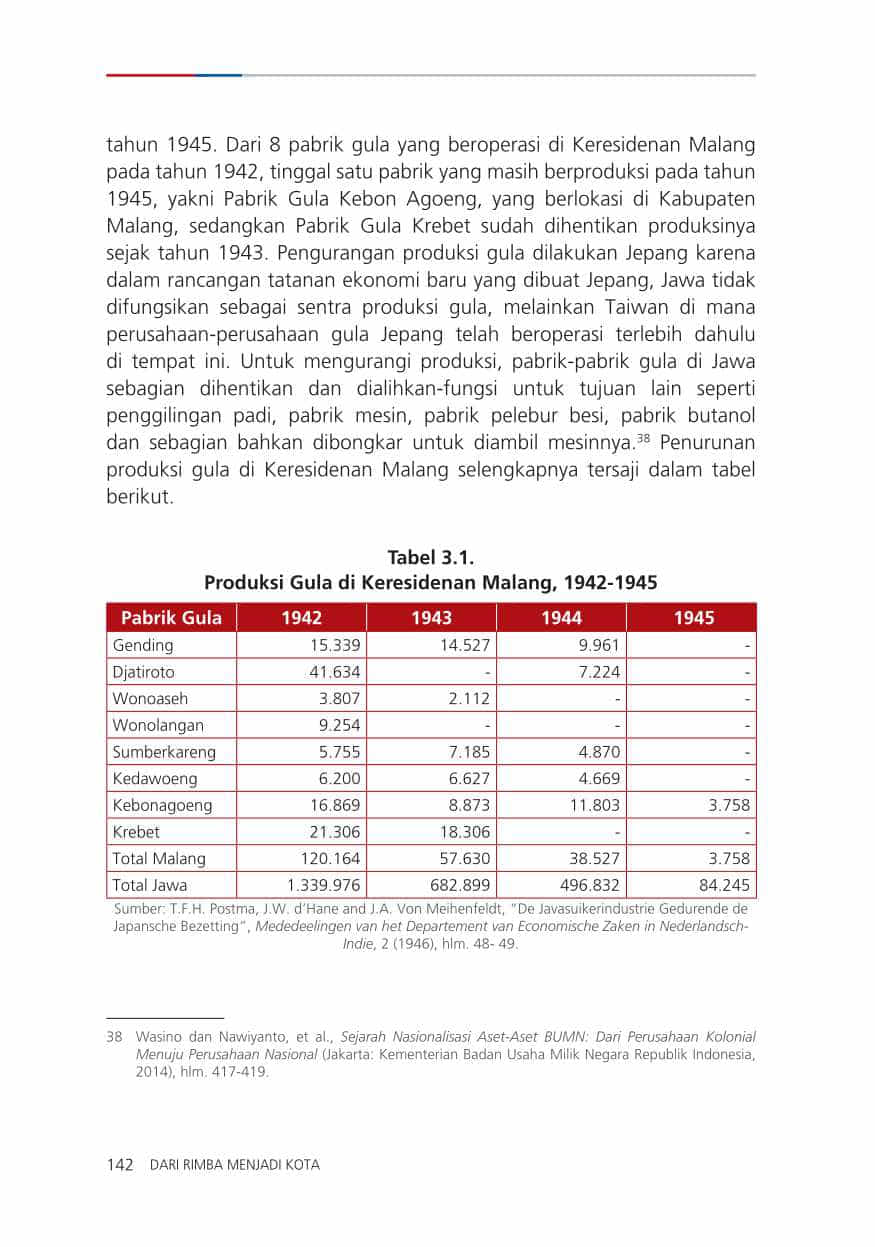 tahun 1945. Dari 8 pabrik gula yang beroperasi di Keresidenan Malang
pada tahun 1942, tinggal satu pabrik yang masih berproduksi pada tahun
1945, yakni Pabrik Gula Kebon Agoeng, yang berlokasi di Kabupaten
Malang, sedangkan Pabrik Gula Krebet sudah dihentikan produksinya
sejak tahun 1943. Pengurangan produksi gula dilakukan Jepang karena
dalam rancangan tatanan ekonomi baru yang dibuat Jepang, Jawa tidak
difungsikan sebagai sentra produksi gula, melainkan Taiwan di mana
perusahaan-perusahaan gula Jepang telah beroperasi terlebih dahulu
di tempat ini. Untuk mengurangi produksi, pabrik-pabrik gula di Jawa
sebagian dihentikan dan dialihkan-fungsi untuk tujuan lain seperti
penggilingan padi, pabrik mesin, pabrik pelebur besi, pabrik butanol
dan sebagian bahkan dibongkar untuk diambil mesinnya.38 Penurunan
produksi gula di Keresidenan Malang selengkapnya tersaji dalam tabel
berikut.
Tabel 3.1.
Produksi Gula di Keresidenan Malang, 1942-1945
Pabrik Gula 1942 1943 1944 1945
Gending 15.339 14.527 9.961 -
Djatiroto 41.634 - 7.224 -
Wonoaseh 3.807 2.112 - -
Wonolangan 9.254 - - -
Sumberkareng 5.755 7.185 4.870 -
Kedawoeng 6.200 6.627 4.669 -
Kebonagoeng 16.869 8.873 11.803 3.758
Krebet 21.306 18.306 - -
Total Malang 120.164 57.630 38.527 3.758
Total Jawa 1.339.976 682.899 496.832 84.245
Sumber: T.F.H. Postma, J.W. d’Hane and J.A. Von Meihenfeldt, “De Javasuikerindustrie Gedurende de
Japansche Bezetting”, Mededeelingen van het Departement van Economische Zaken in Nederlandsch-
Indie, 2 (1946), hlm. 48- 49.
38 Wasino dan Nawiyanto, et al., Sejarah Nasionalisasi Aset-Aset BUMN: Dari Perusahaan Kolonial
Menuju Perusahaan Nasional (Jakarta: Kementerian Badan Usaha Milik Negara Republik Indonesia,
2014), hlm. 417-419.
142 DARI RIMBA MENJADI KOTA